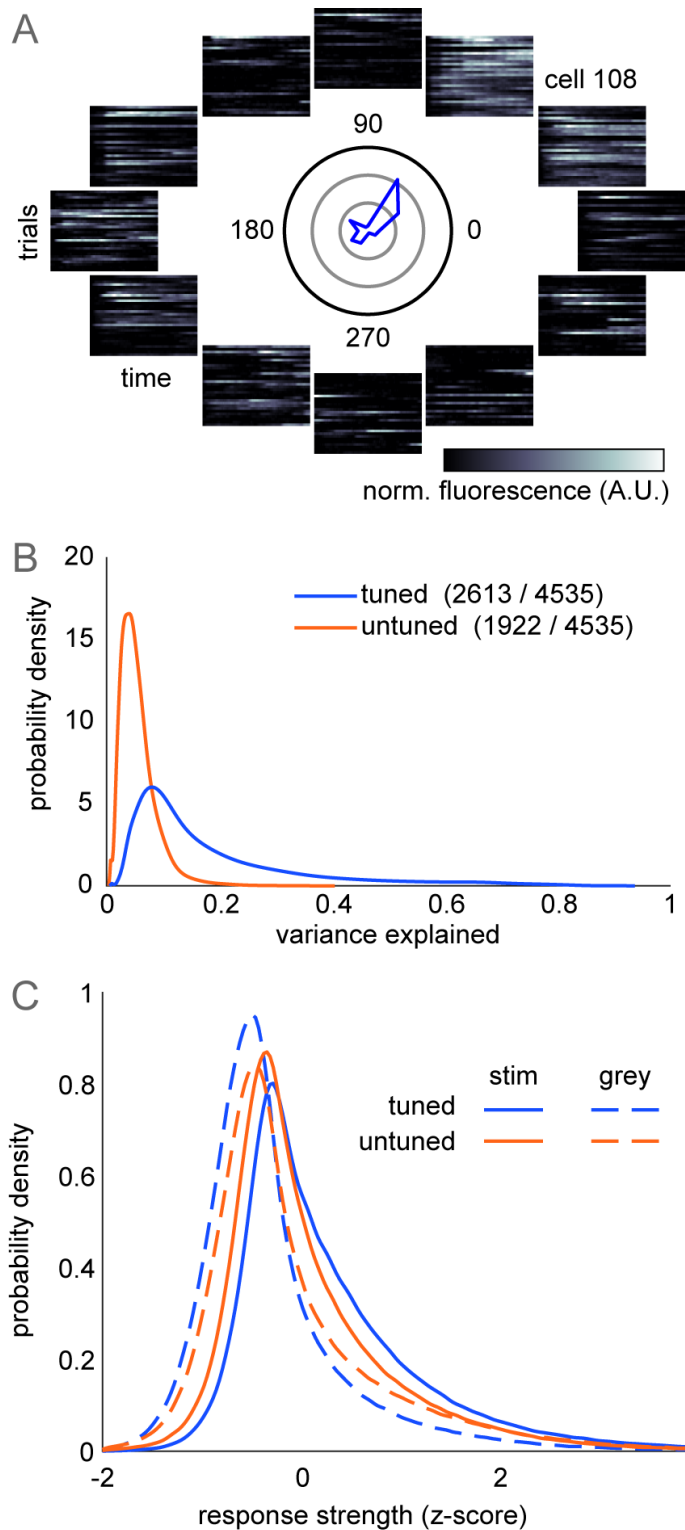 A
cell 108
90
180
0
270
trials
time
norm. fluorescence (A.U.)
B
20
15
10
5
0
probability density
tuned (2613 / 4535)
untuned (1922 / 4535)
0
0.2
0.4
0.6
0.8
1
variance explained
C
1
0.8
0.6
0.4
0.2
0
probability density
stim grey
tuned
untuned
-2
0
2
response strength (z-score)